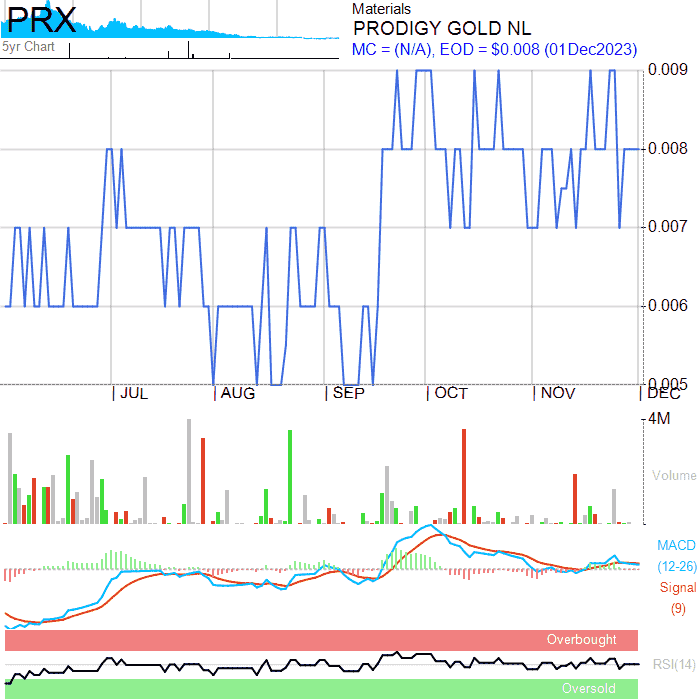 PRX
5yr Chart
Materials
PRODIGY GOLD NL
MC = (N/A), EOD = $0.008 (01Dec2023)
0.009
0.008
0.007
0.006
0.005
JUL AUG SEP OCT NOV DEC
4M
Volume
MACD
(12-26)
Signal
(9)
Overbought
RSI(14)
Oversold